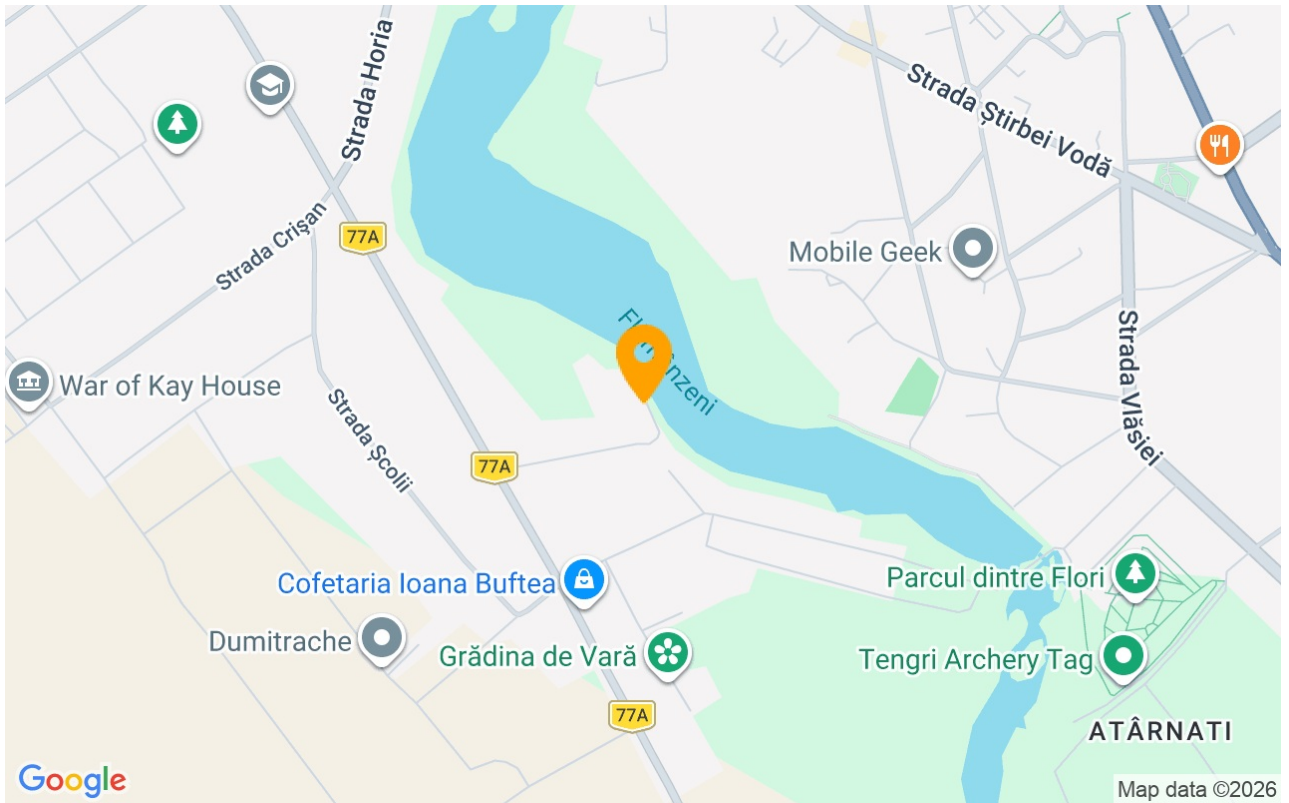 Strada Horia
Strada Știrbei Vodă
Strada Crișan
77A
Mobile Geek
War of Kay House
Strada Școlii
Strada Vlăsiei
77A
Cofetaria Ioana Buftea
Parcul dintre Flori
Dumitrache
Grădina de Vară
Tengri Archery Tag
77A
ATÂRNATI
Google
Map data ©2026